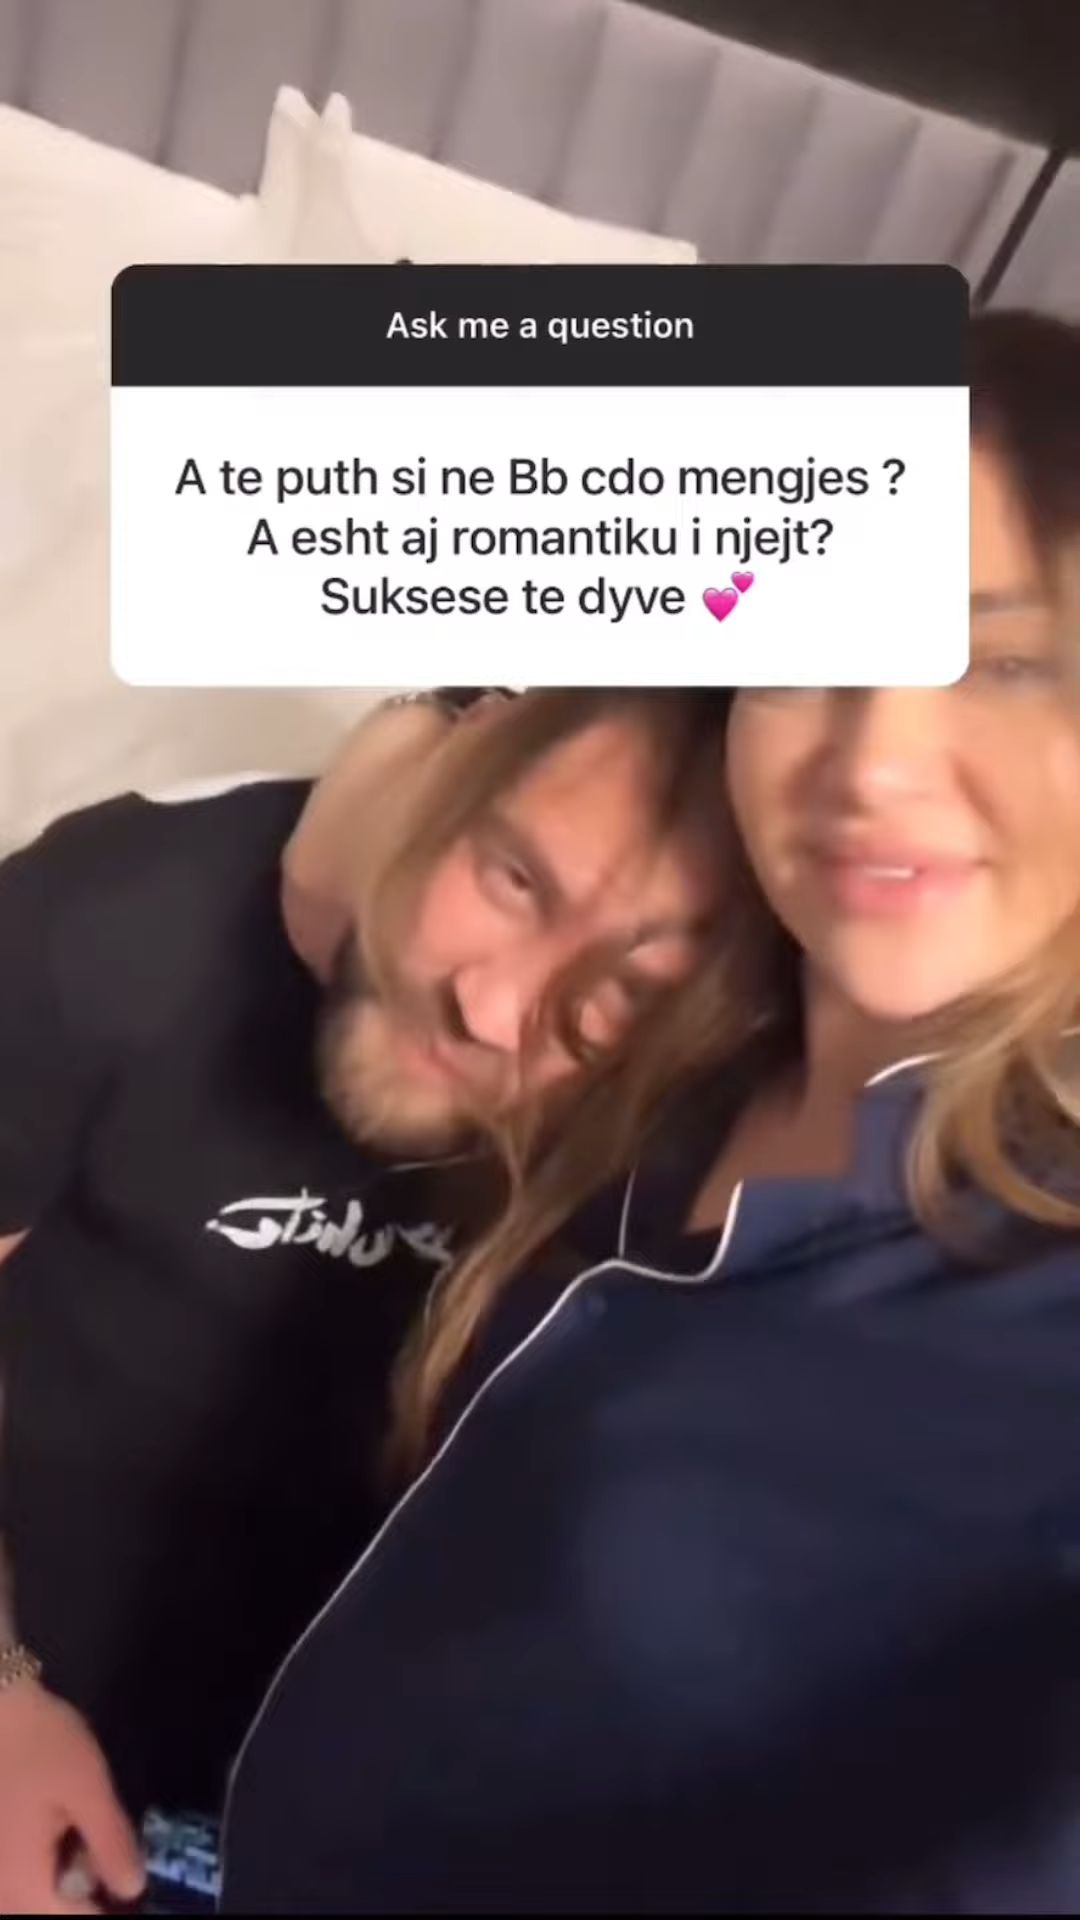 Ask me a question
A te puth si ne Bb cdo mengjes ?
A esht aj romantiku i njejt?
Suksese te dyve 💕